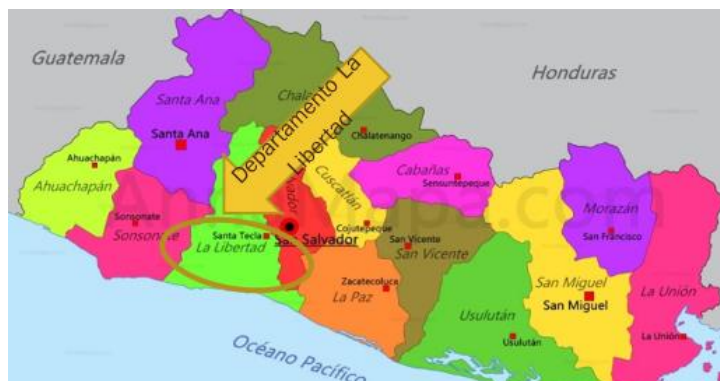 Guatemala
Honduras
Departamento La
Libertad
Santa Ana
Santa Ana
Chalatenango
Ahuachapán
Ahuachapán
Cabañas
Sensuntepeque
Cuscatlán
Cojutepeque
Morazán
San Francisco
Sonsonate
Sonsonate
Santa Tecla
La Libertad
Salvador
San Vicente
San Vicente
Zacatecoluca
La Paz
San Miguel
San Miguel
La Unión
La Unión
Usulután
Usulután
Océano Pacífico